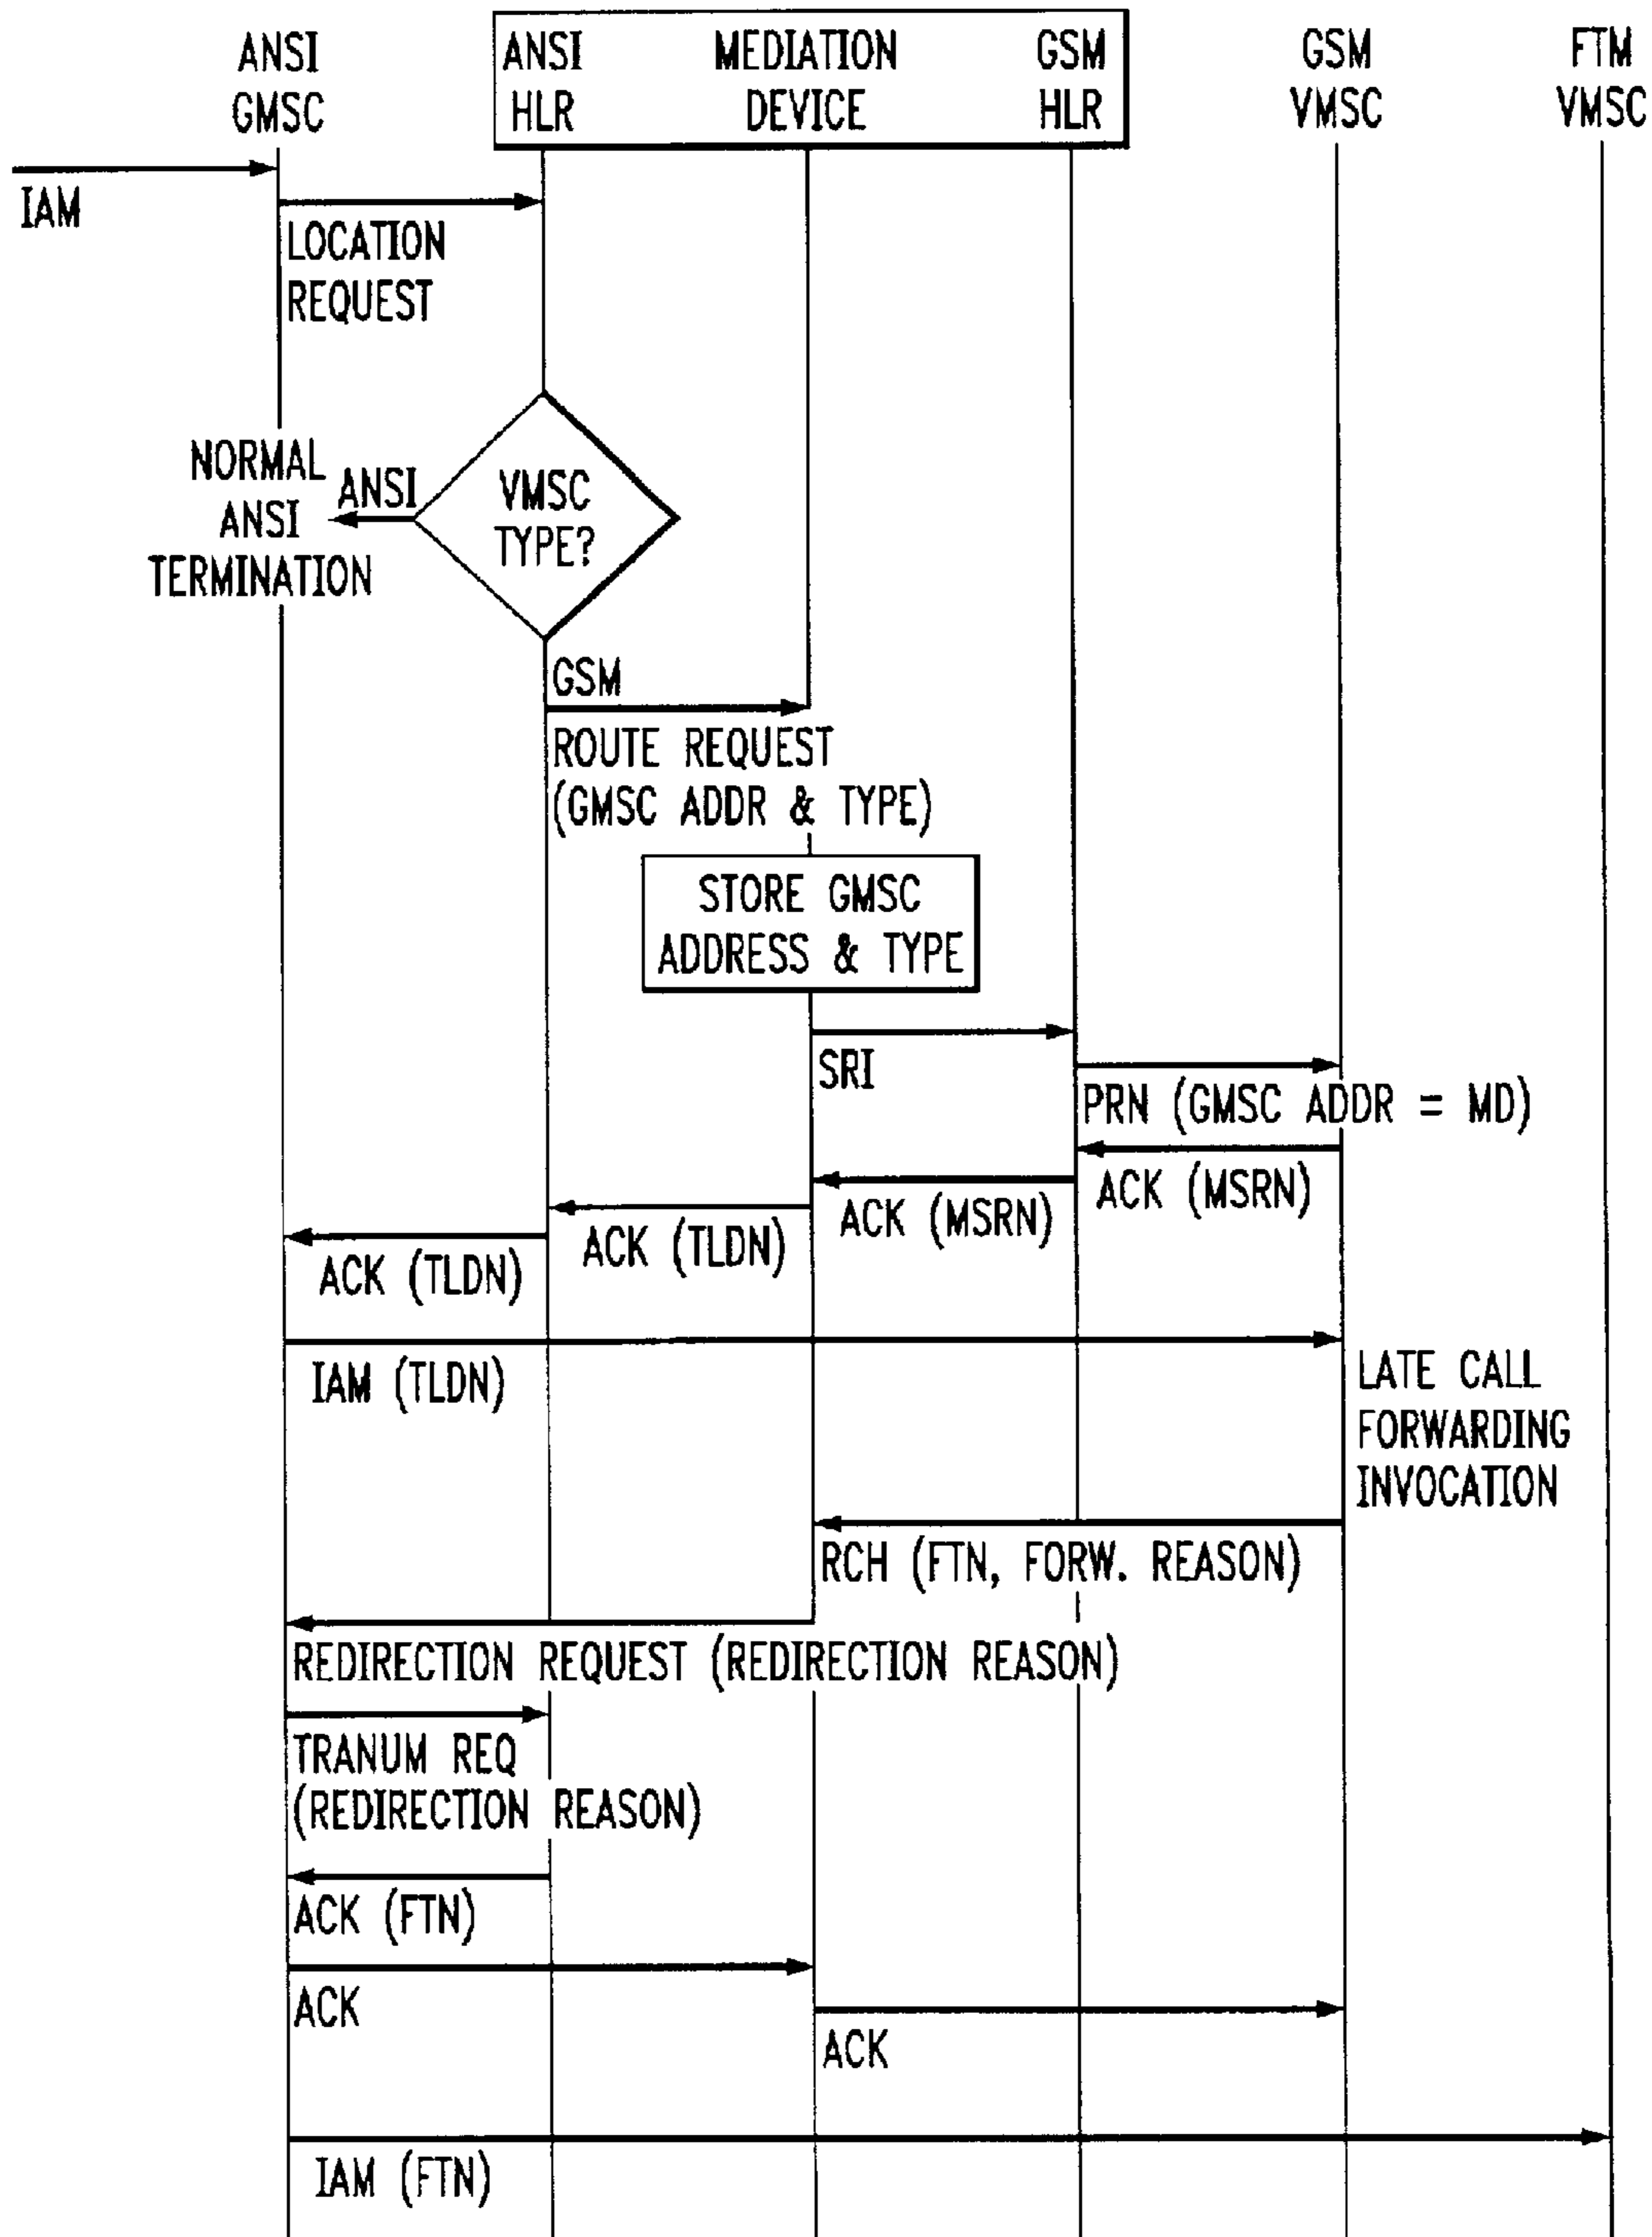 ANSI
GMSC
ANSI
HLR
MEDIATION
DEVICE
GSM
HLR
GSM
VMSC
FTM
VMSC
IAM
LOCATION
REQUEST
NORMAL
ANSI
TERMINATION
ANSI
VMSC
TYPE?
GSM
ROUTE REQUEST
(GMSC ADDR & TYPE)
STORE GMSC
ADDRESS & TYPE
SRI
PRN (GMSC ADDR = MD)
ACK (MSRN)
ACK (MSRN)
ACK (TLDN)
ACK (TLDN)
IAM (TLDN)
LATE CALL
FORWARDING
INVOCATION
RCH (FTN, FORW. REASON)
REDIRECTION REQUEST (REDIRECTION REASON)
TRANUM REQ
(REDIRECTION REASON)
ACK (FTN)
ACK
ACK
IAM (FTN)